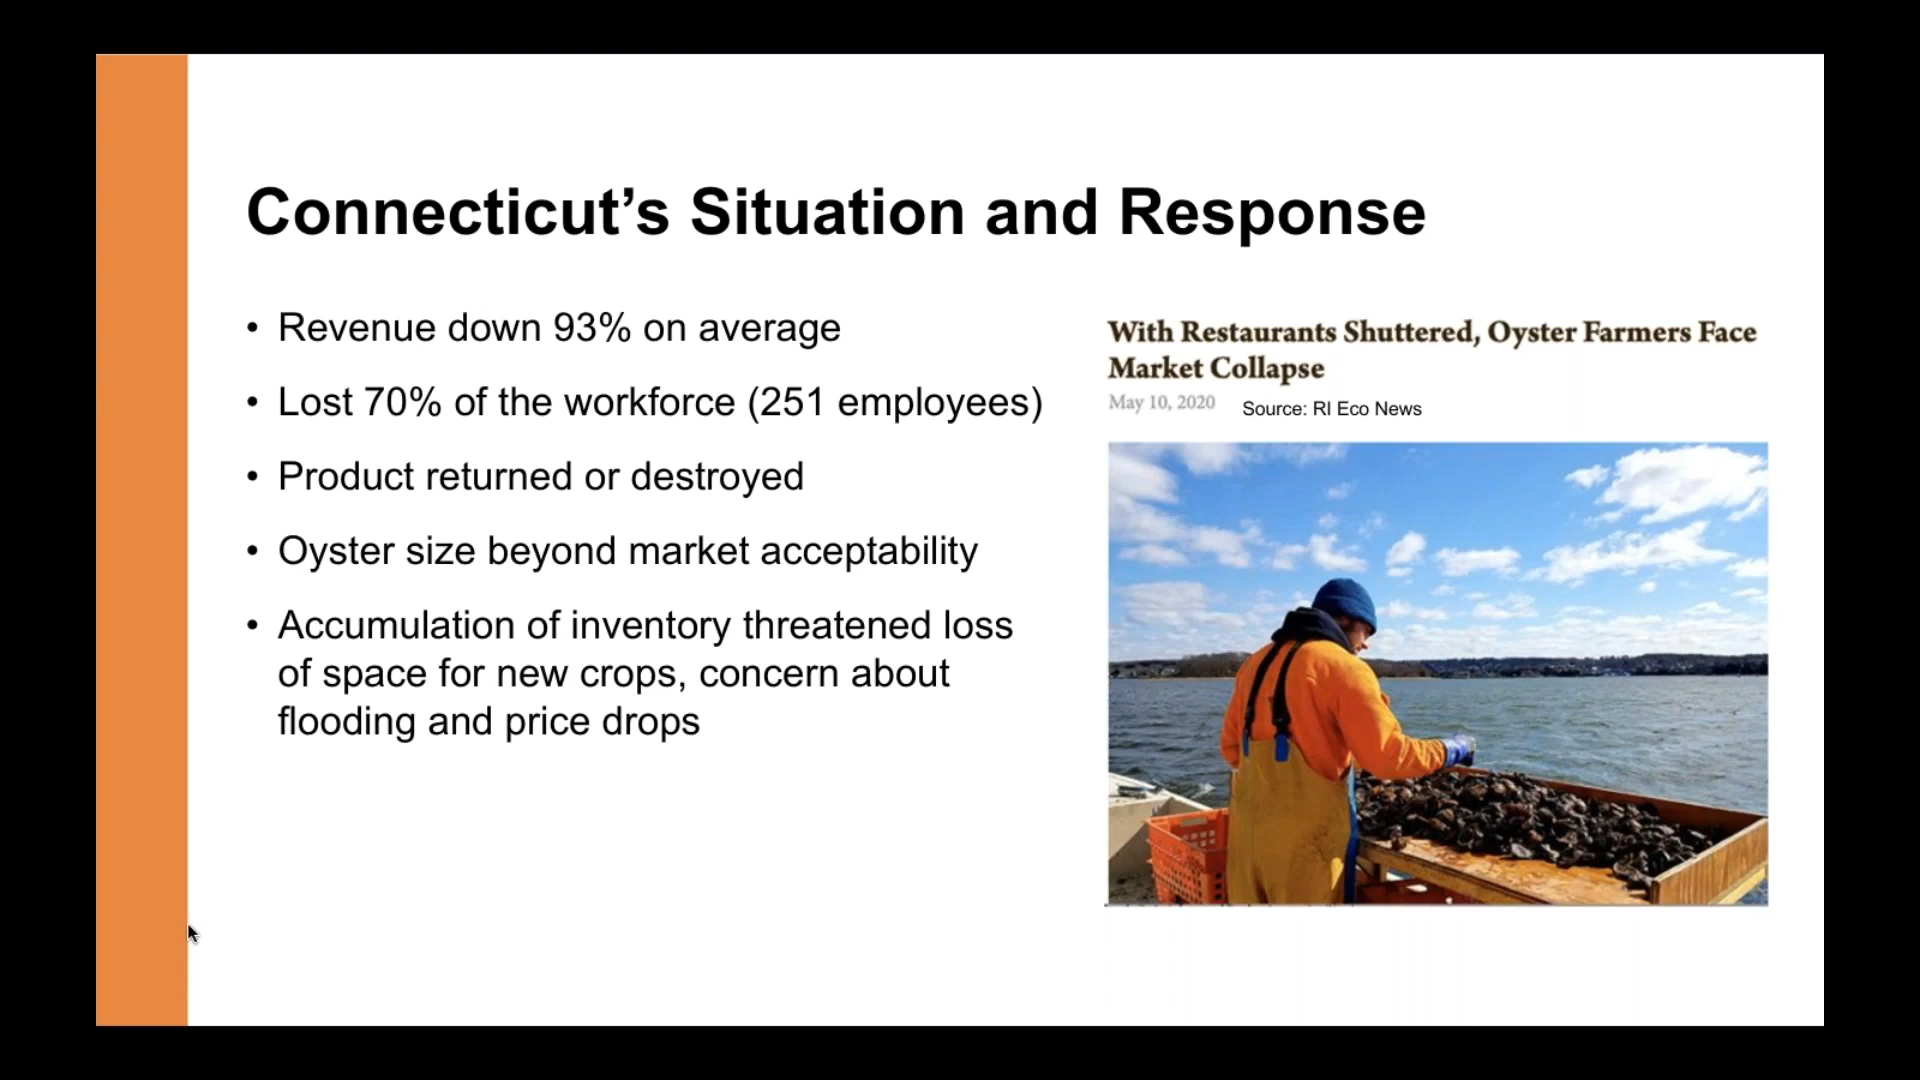 Connecticut’s Situation and Response
• Revenue down 93% on average
• Lost 70% of the workforce (251 employees)
• Product returned or destroyed
• Oyster size beyond market acceptability
• Accumulation of inventory threatened loss
of space for new crops, concern about
flooding and price drops
With Restaurants Shuttered, Oyster Farmers Face
Market Collapse
May 10, 2020 Source: RI Eco News